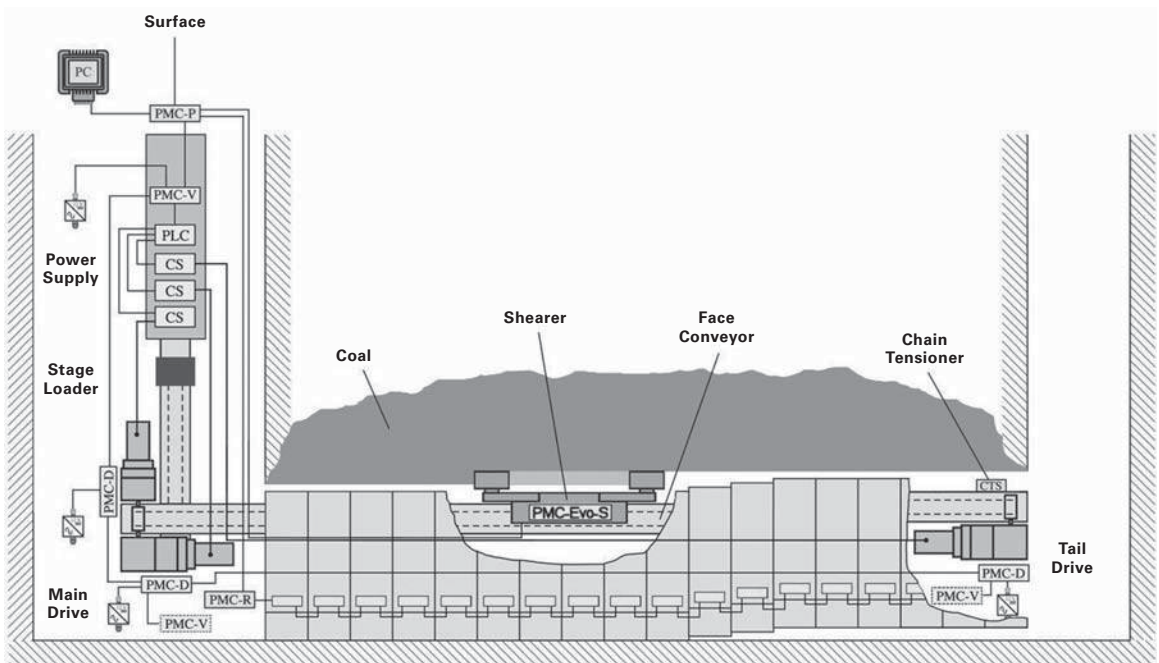 Surface
PC
PMC-P
PMC-V
PLC
Power
Supply
CS
CS
CS
Shearer
Face
Conveyor
Chain
Tensioner
Coal
Stage
Loader
PMC-D
CTS
PMC-Evo-S
Tail
Drive
PMC-D
PMC-D
Main
Drive
PMC-R
PMC-V
PMC-V